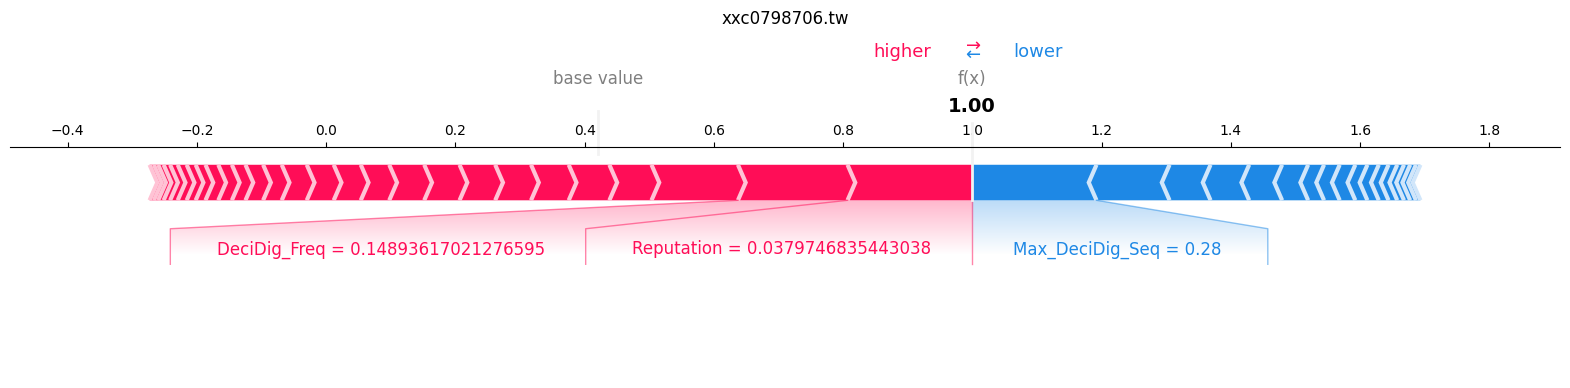 xxc0798706.tw
higher ⇄ lower
base value f(x)
1.00
−0.4 −0.2 0.0 0.2 0.4 0.6 0.8 1.0 1.2 1.4 1.6 1.8
DeciDig_Freq = 0.14893617021276595 Reputation = 0.0379746835443038 Max_DeciDig_Seq = 0.28